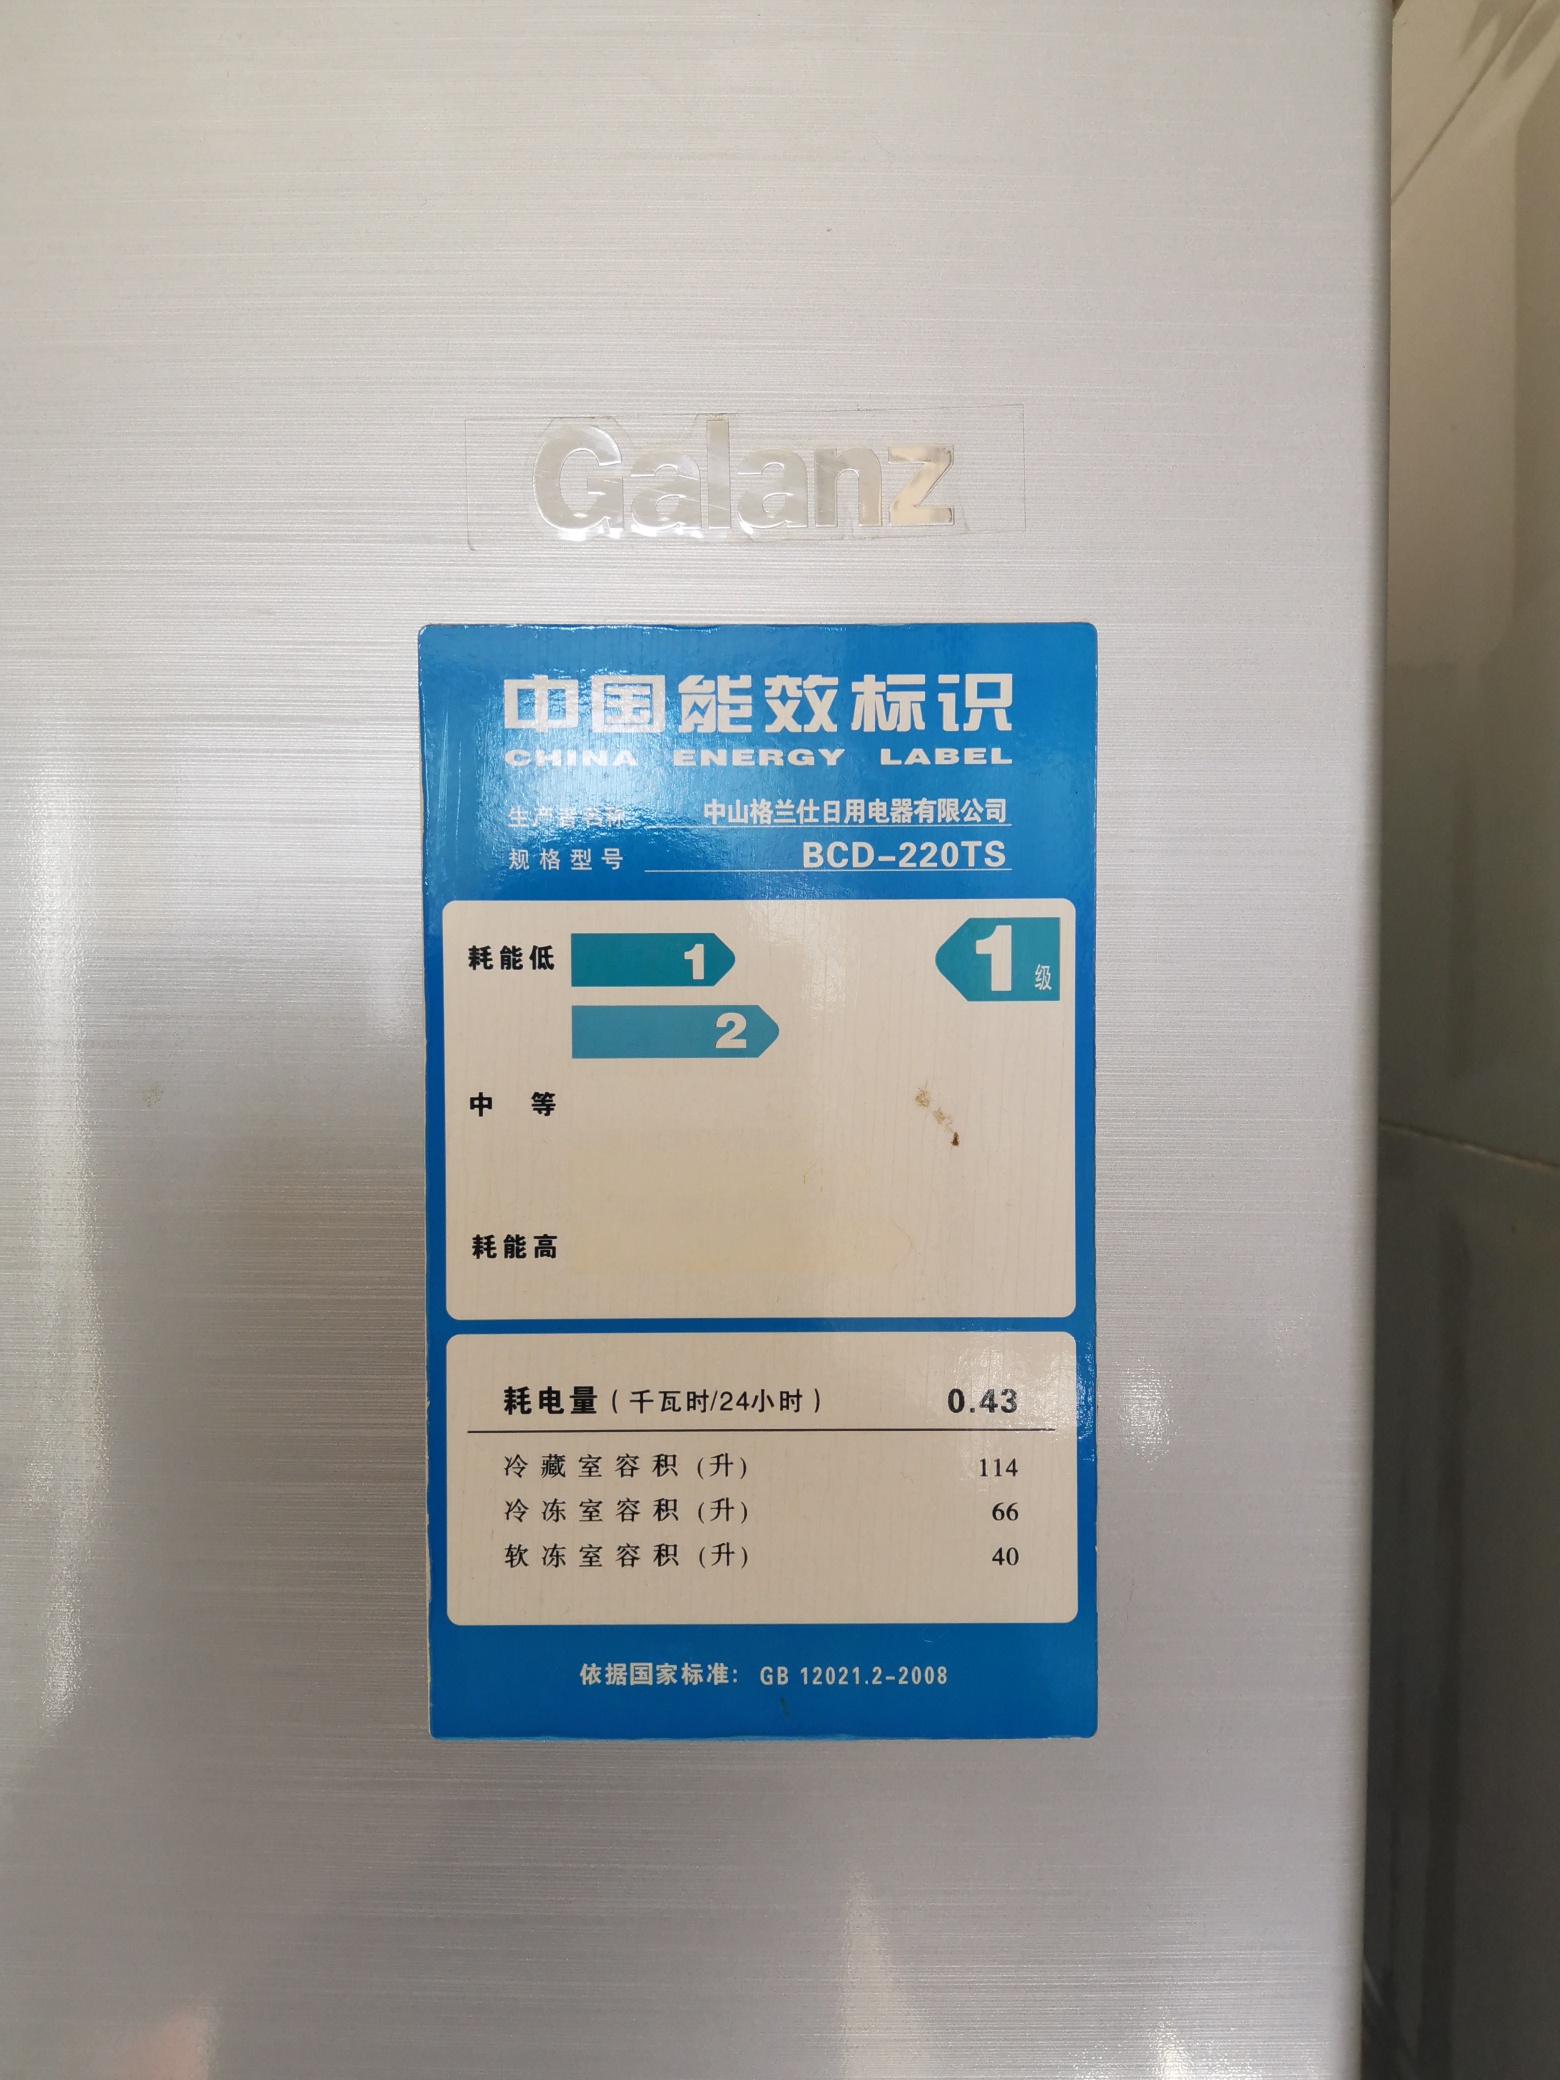 Galanz
中国能效标识
CHINA ENERGY LABEL
生产者名称 中山格兰仕日用电器有限公司
规格型号 BCD-220TS
耗能低 1 1级
2
中 等
耗能高
耗电量(千瓦时/24小时) 0.43
冷藏室容积(升) 114
冷冻室容积(升) 66
软冻室容积(升) 40
依据国家标准: GB 12021.2-2008